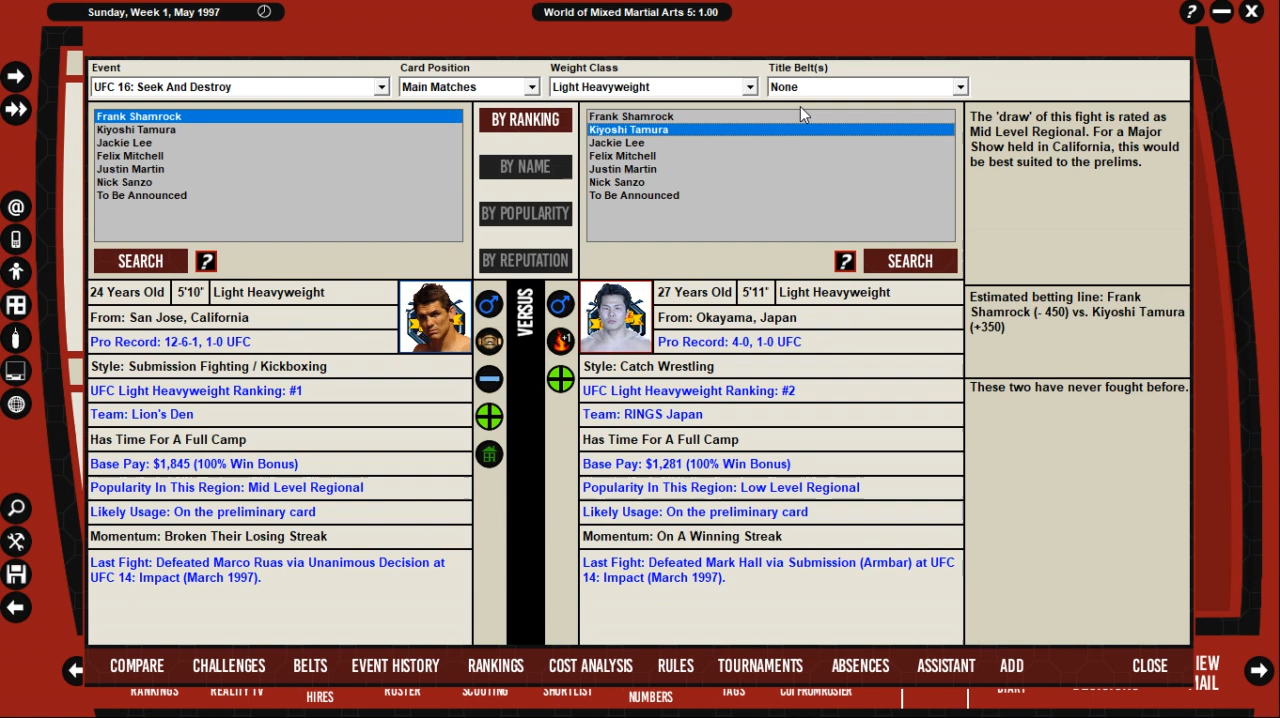 Sunday, Week 1, May 1997
World of Mixed Martial Arts 5: 1.00
? — X
Event
Card Position
Weight Class
Title Belt(s)
UFC 16: Seek And Destroy
Main Matches
Light Heavyweight
None
Frank Shamrock
Kiyoshi Tamura
Jackie Lee
Felix Mitchell
Justin Martin
Nick Sanzo
To Be Announced
SEARCH ?
BY RANKING
BY NAME
BY POPULARITY
BY REPUTATION
Frank Shamrock
Kiyoshi Tamura
Jackie Lee
Felix Mitchell
Justin Martin
Nick Sanzo
To Be Announced
? SEARCH
The 'draw' of this fight is rated as
Mid Level Regional. For a Major
Show held in California, this would
be best suited to the prelims.
Estimated betting line: Frank
Shamrock (- 450) vs. Kiyoshi Tamura
(+350)
These two have never fought before.
24 Years Old 5'10" Light Heavyweight
From: San Jose, California
Pro Record: 12-6-1, 1-0 UFC
Style: Submission Fighting / Kickboxing
UFC Light Heavyweight Ranking: #1
Team: Lion's Den
Has Time For A Full Camp
Base Pay: $1,845 (100% Win Bonus)
Popularity In This Region: Mid Level Regional
Likely Usage: On the preliminary card
Momentum: Broken Their Losing Streak
Last Fight: Defeated Marco Ruas via Unanimous Decision at
UFC 14: Impact (March 1997).
VERSUS
+1
27 Years Old 5'11" Light Heavyweight
From: Okayama, Japan
Pro Record: 4-0, 1-0 UFC
Style: Catch Wrestling
UFC Light Heavyweight Ranking: #2
Team: RINGS Japan
Has Time For A Full Camp
Base Pay: $1,281 (100% Win Bonus)
Popularity In This Region: Low Level Regional
Likely Usage: On the preliminary card
Momentum: On A Winning Streak
Last Fight: Defeated Mark Hall via Submission (Armbar) at UFC
14: Impact (March 1997).
@
COMPARE CHALLENGES BELTS EVENT HISTORY RANKINGS COST ANALYSIS RULES TOURNAMENTS ABSENCES ASSISTANT ADD CLOSE
IEW
MAIL
RANKINGS REALITY TV HIRES ROSTER SCOUTING SHORTLIST NUMBERS TAGS DIARY